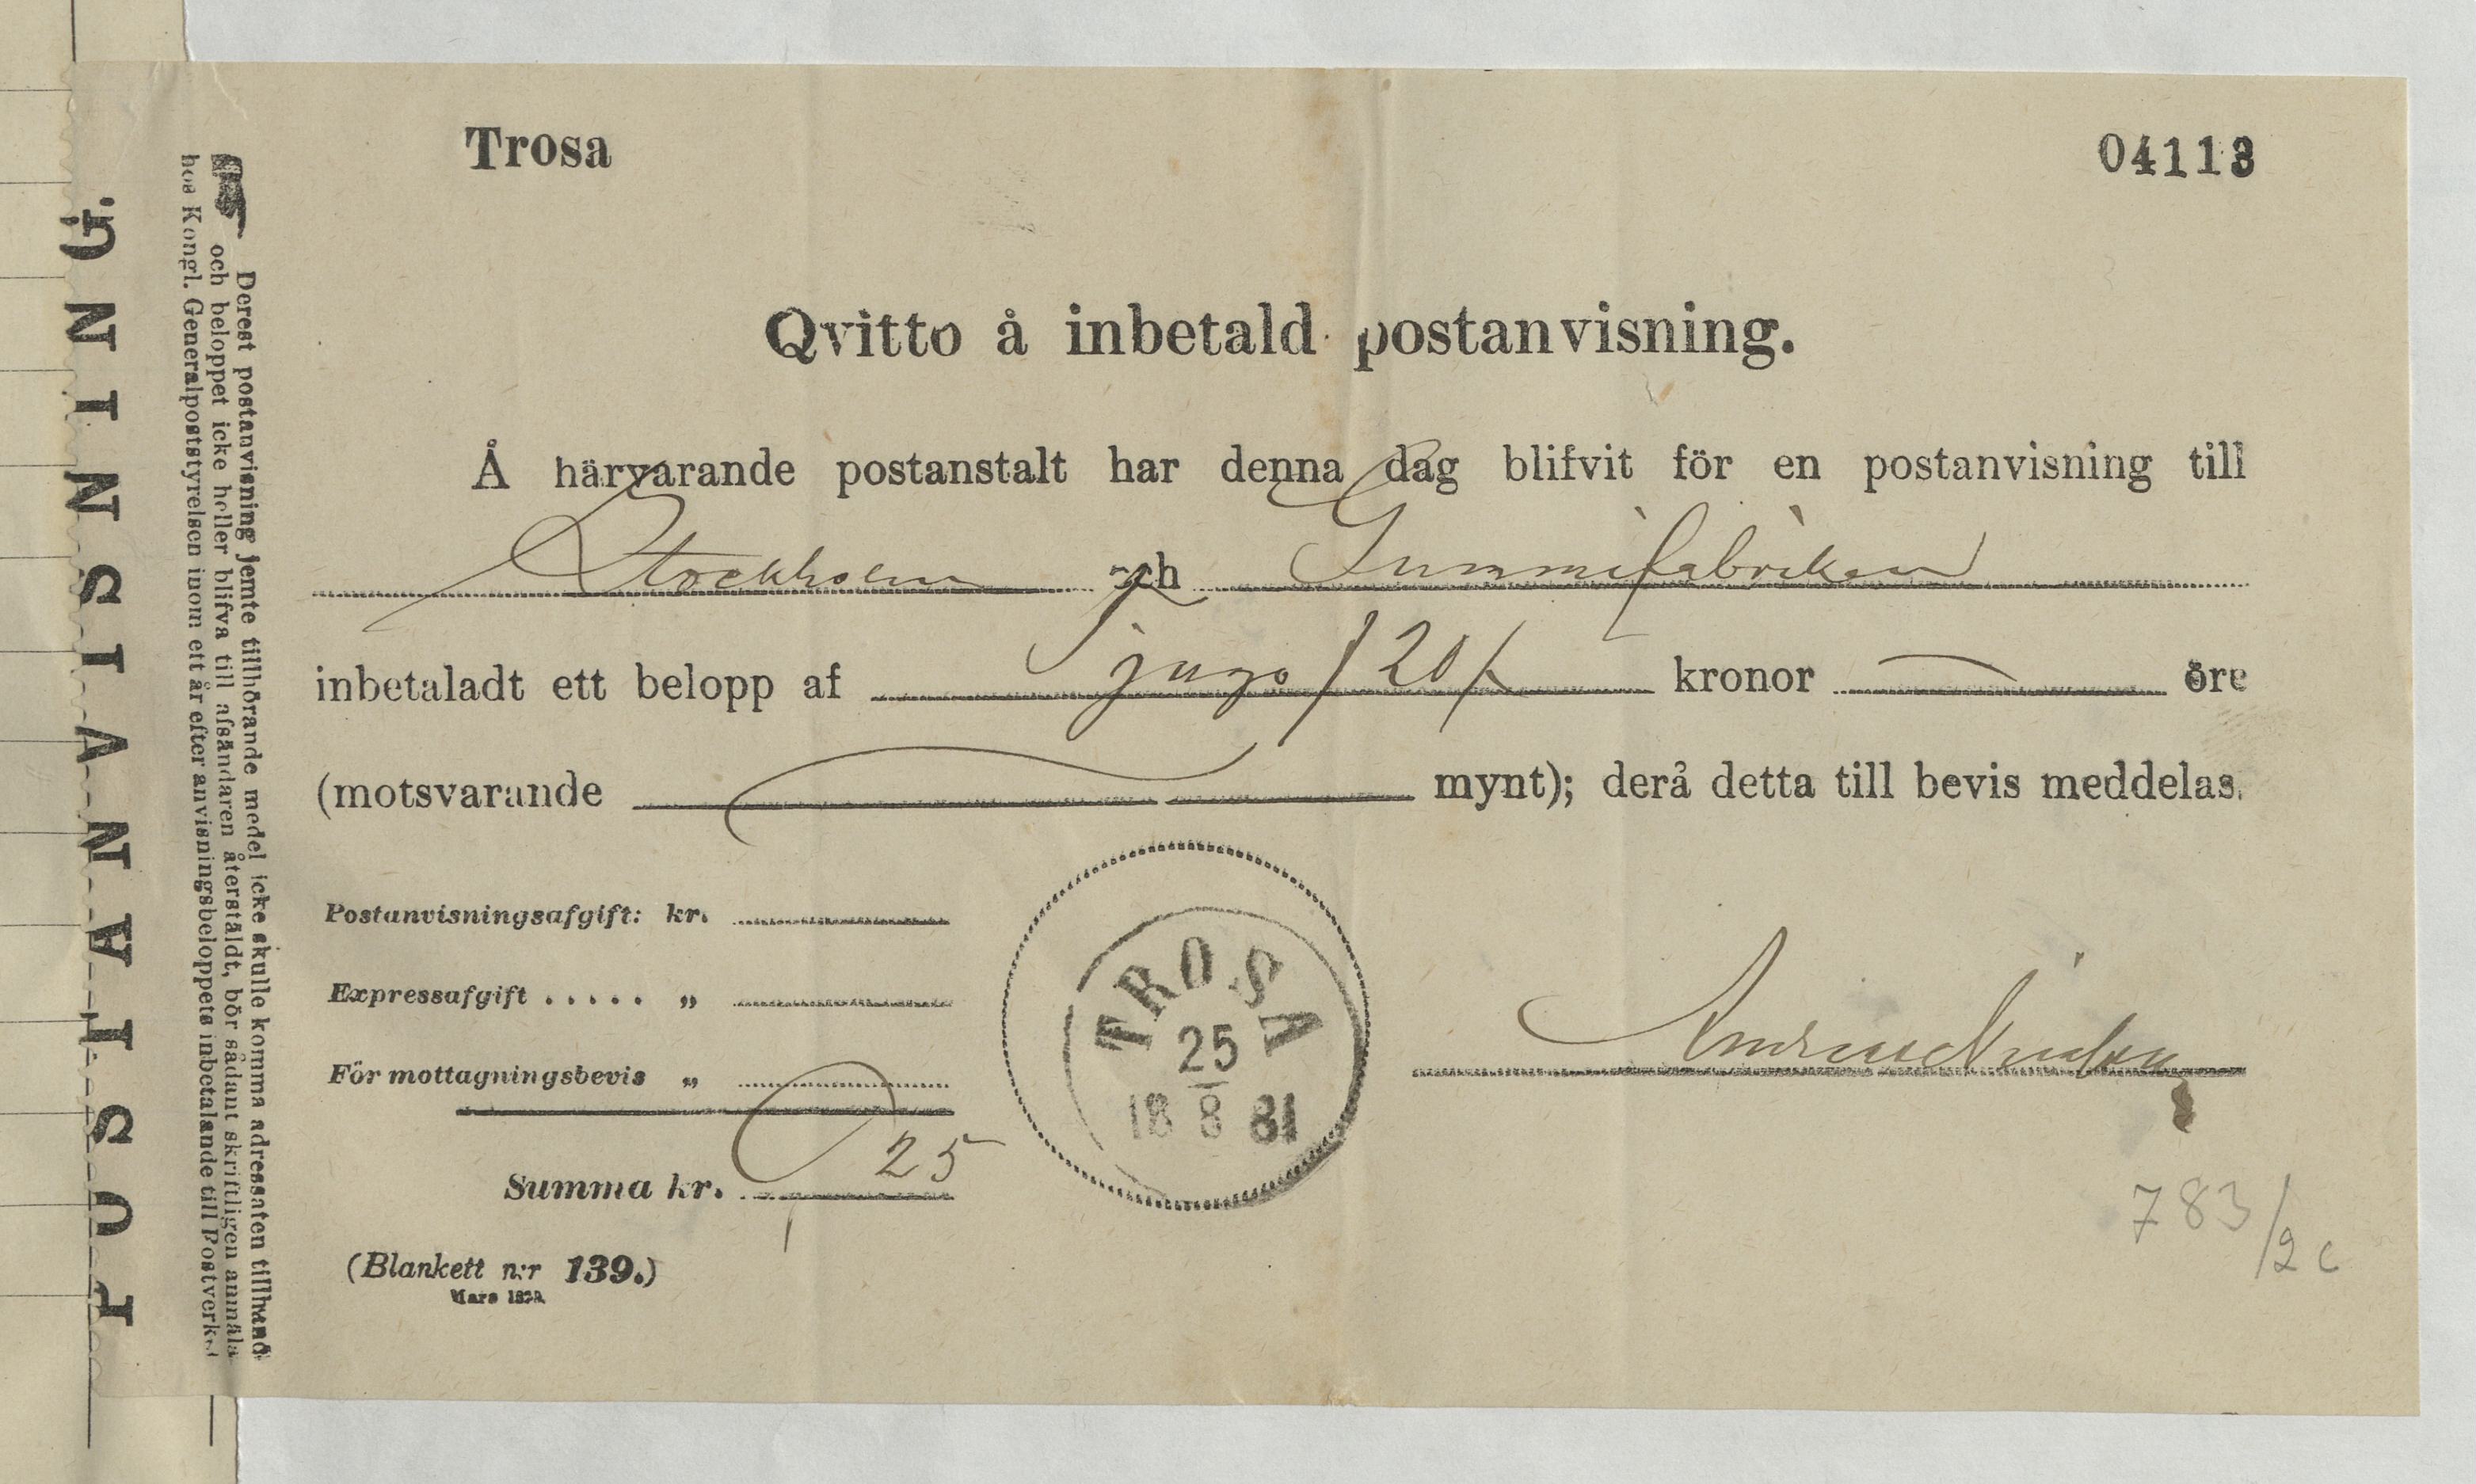 Trosa
04113
Qvitto å inbetald postanvisning.
Å härvarande postanstalt har denna dag blifvit för en postanvisning till
Stockholm och Gummifabriken
inbetaladt ett belopp af Tjugo / 20 / kronor — öre
(motsvarande — mynt); derå detta till bevis meddelas.
Postanvisningsafgift: kr.
Expressafgift ..... „
För mottagningsbevis „
Summa kr. 25
(Blankett n:r 139.)
Mars
TROSA
25
18 8 81
783/2c
POSTANVISNING.
Derest postanvisning jemte tillhörande medel icke skulle komma adressaten tillhanda
och beloppet icke heller blifva till afsändaren återstäldt, bör sådant skriftligen anmälas
hos Kongl. Generalpoststyrelsen inom ett år efter anvisningsbeloppets inbetalande till Postverket